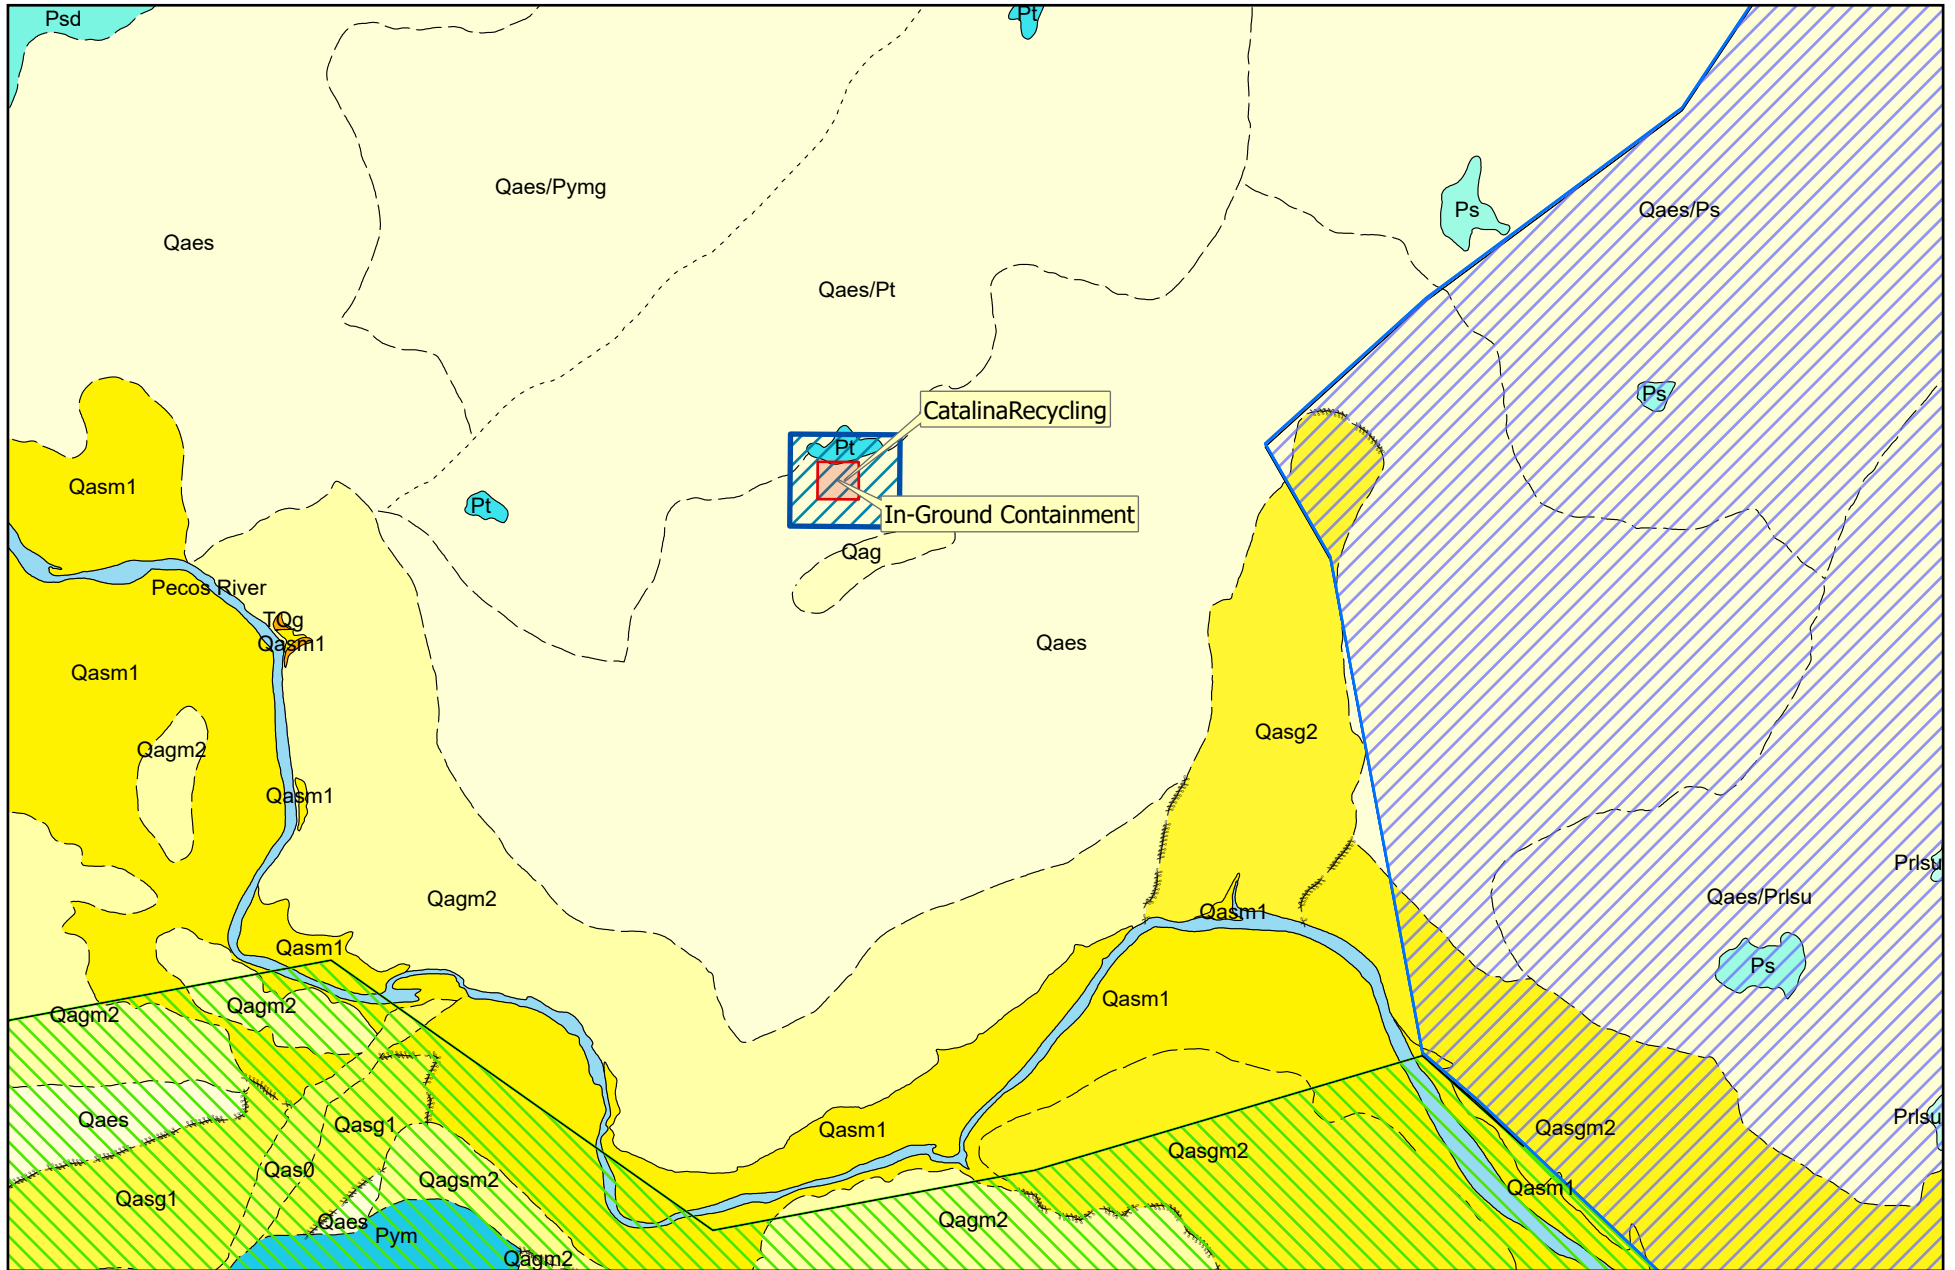 Psd
Pt
Qaes/Pymg
Ps
Qaes/Ps
Qaes
Qaes/Pt
Ps
CatalinaRecycling
Pt
Qasm1
Pt
In-Ground Containment
Qag
Pecos River
TQg
Qasm1
Qaes
Qasm1
Qasg2
Qagm2
Qasm1
Prlsu
Qagm2
Qaes/Prlsu
Qasm1
Qasm1
Ps
Qagm2
Qasm1
Qagm2
Qaes
Qasg1
Qasm1
Qasgm2
Prlsu
Qasgm2
Qas0
Qagsm2
Qasg1
Qasm1
Qaes
Qagm2
Pym
Qagm2